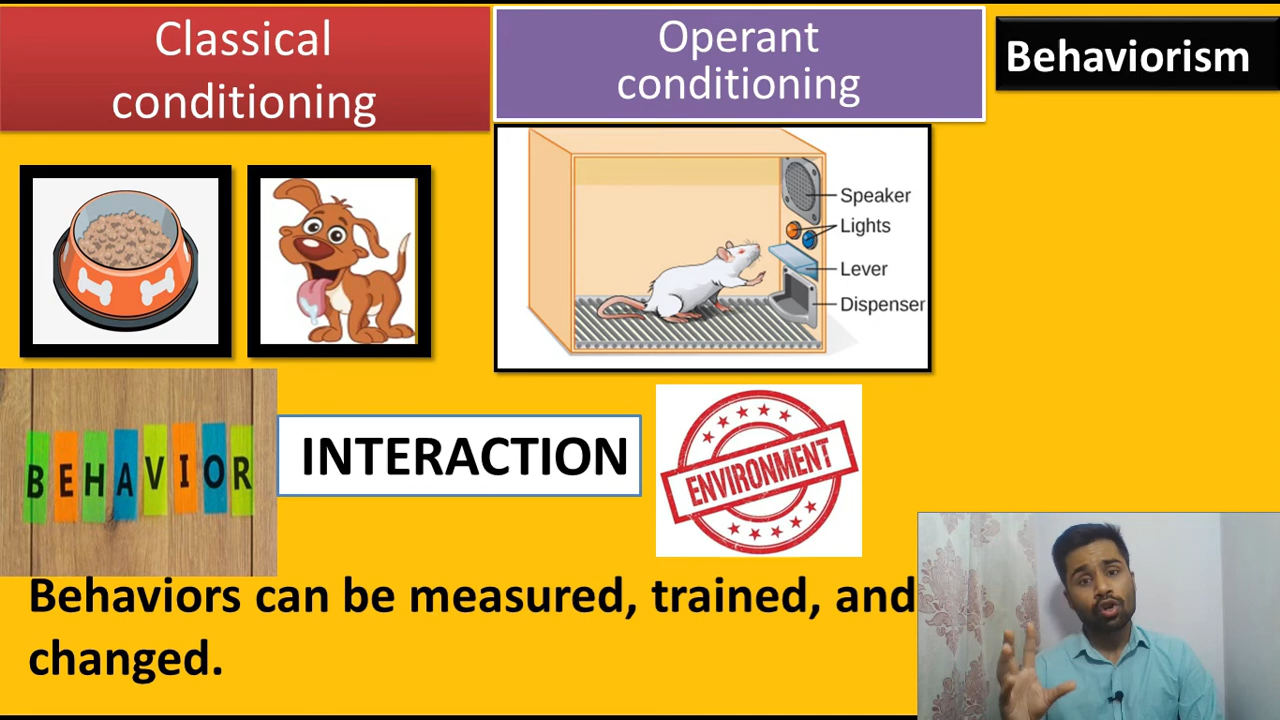 Classical
conditioning
Operant
conditioning
Behaviorism
Speaker
Lights
Lever
Dispenser
BEHAVIOR
INTERACTION
ENVIRONMENT
Behaviors can be measured, trained, and
changed.